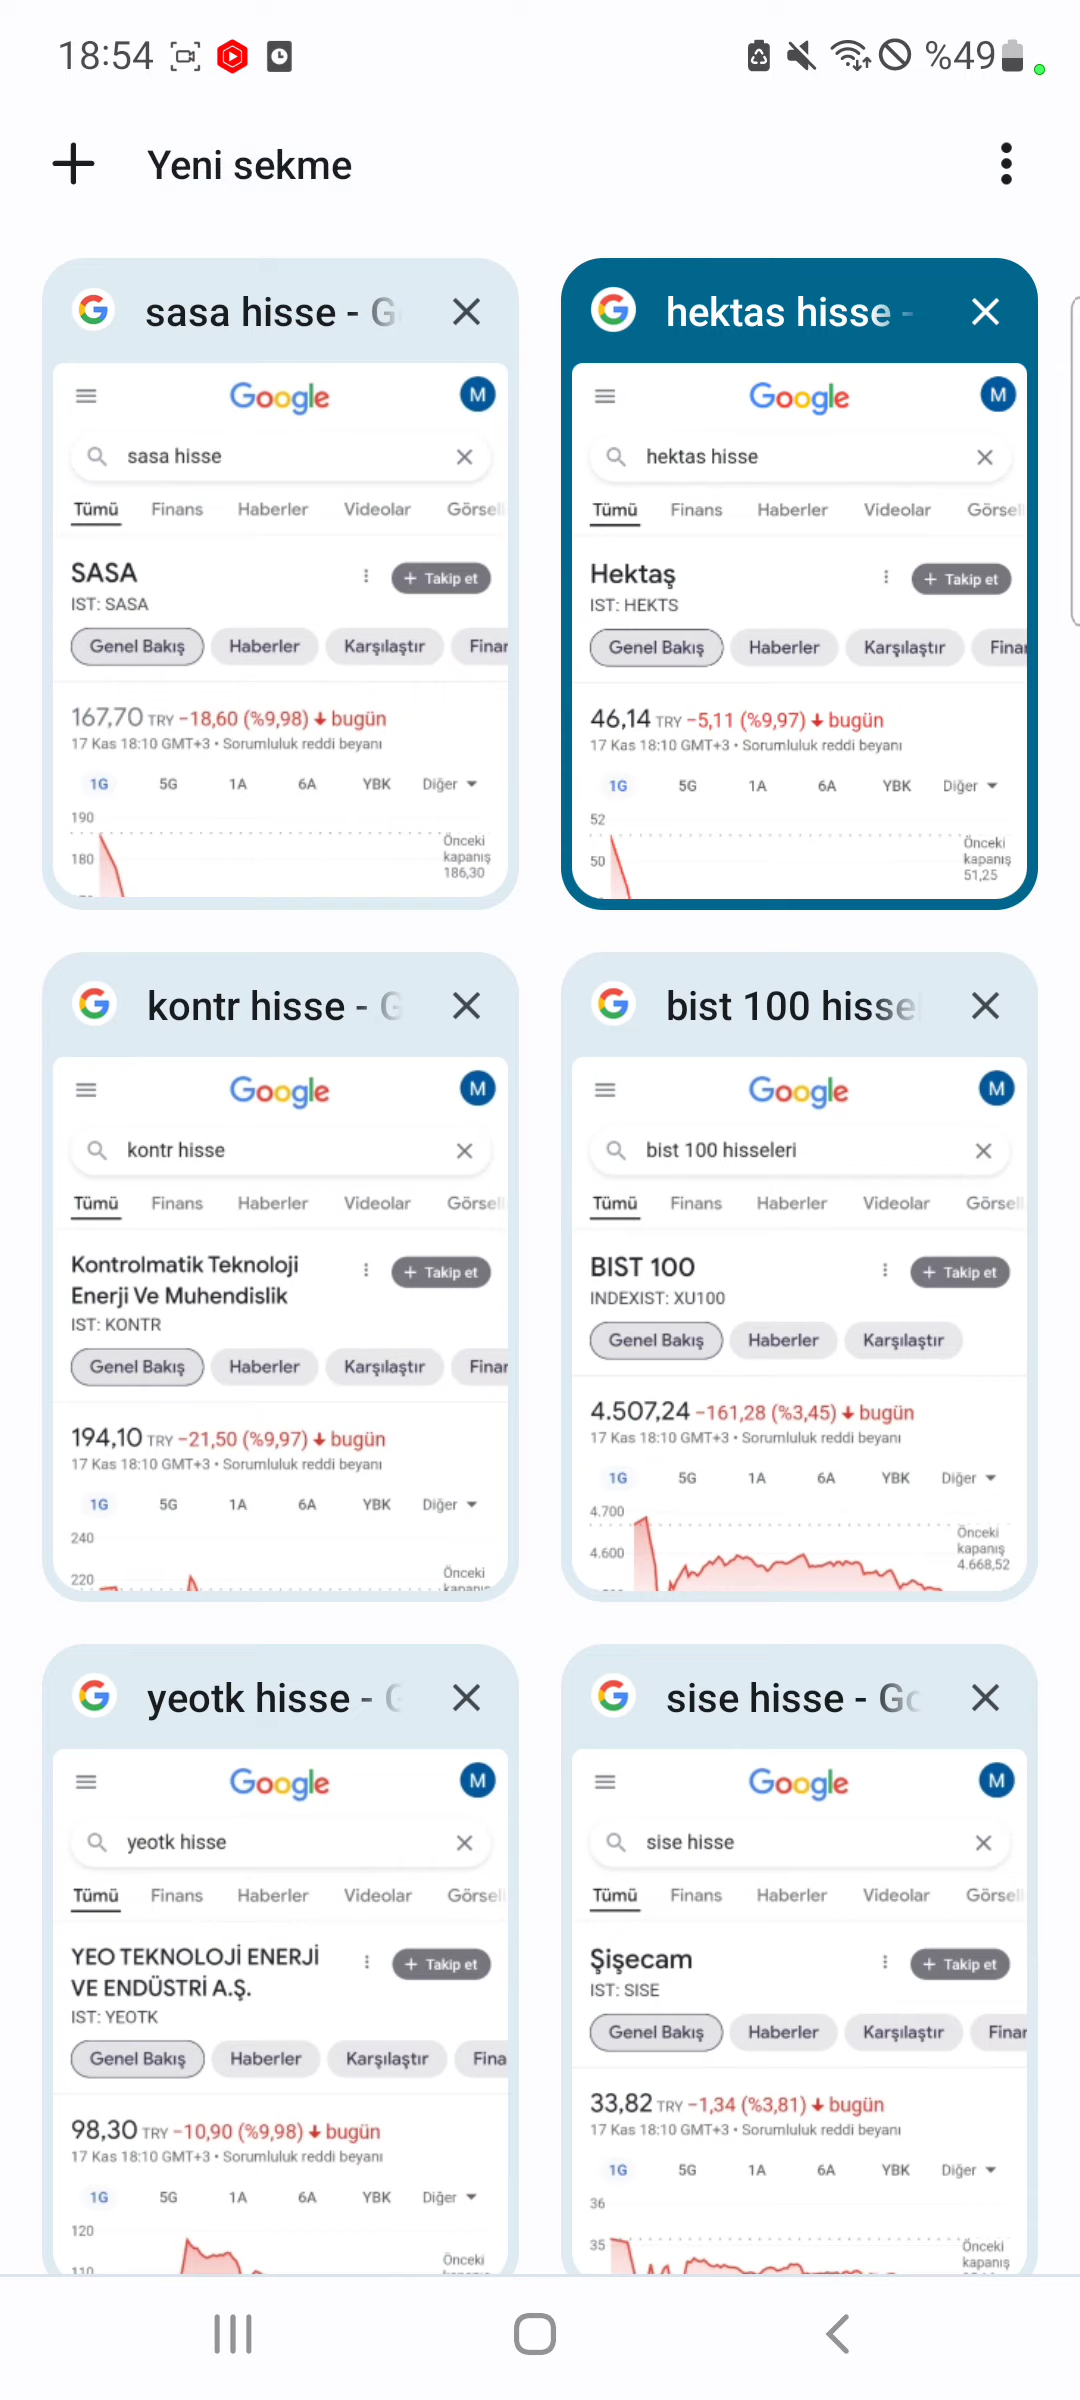 18:54 %49
Yeni sekme
sasa hisse - G
Google
M
sasa hisse
Tümü Finans Haberler Videolar Görsel
SASA
+ Takip et
IST: SASA
Genel Bakış Haberler Karşılaştır Finan
167,70 TRY −18,60 (%9,98) bugün
17 Kas 18:10 GMT+3 • Sorumluluk reddi beyanı
1G 5G 1A 6A YBK Diğer
190
180
Önceki
kapanış
186,30
hektas hisse -
Google
M
hektas hisse
Tümü Finans Haberler Videolar Görsel
Hektaş
+ Takip et
IST: HEKTS
Genel Bakış Haberler Karşılaştır Finan
46,14 TRY −5,11 (%9,97) bugün
17 Kas 18:10 GMT+3 • Sorumluluk reddi beyanı
1G 5G 1A 6A YBK Diğer
52
50
Önceki
kapanış
51,25
kontr hisse - G
Google
M
kontr hisse
Tümü Finans Haberler Videolar Görsel
Kontrolmatik Teknoloji
Enerji Ve Muhendislik
+ Takip et
IST: KONTR
Genel Bakış Haberler Karşılaştır Finan
194,10 TRY −21,50 (%9,97) bugün
17 Kas 18:10 GMT+3 • Sorumluluk reddi beyanı
1G 5G 1A 6A YBK Diğer
240
220
Önceki
kapanış
bist 100 hisse
Google
M
bist 100 hisseleri
Tümü Finans Haberler Videolar Görsel
BIST 100
+ Takip et
INDEXIST: XU100
Genel Bakış Haberler Karşılaştır
4.507,24 −161,28 (%3,45) bugün
17 Kas 18:10 GMT+3 • Sorumluluk reddi beyanı
1G 5G 1A 6A YBK Diğer
4.700
4.600
Önceki
kapanış
4.668,52
yeotk hisse - G
Google
M
yeotk hisse
Tümü Finans Haberler Videolar Görsel
YEO TEKNOLOJİ ENERJİ
VE ENDÜSTRİ A.Ş.
+ Takip et
IST: YEOTK
Genel Bakış Haberler Karşılaştır Fina
98,30 TRY −10,90 (%9,98) bugün
17 Kas 18:10 GMT+3 • Sorumluluk reddi beyanı
1G 5G 1A 6A YBK Diğer
120
110
Önceki
sise hisse - Go
Google
M
sise hisse
Tümü Finans Haberler Videolar Görsel
Şişecam
+ Takip et
IST: SISE
Genel Bakış Haberler Karşılaştır Finan
33,82 TRY −1,34 (%3,81) bugün
17 Kas 18:10 GMT+3 • Sorumluluk reddi beyanı
1G 5G 1A 6A YBK Diğer
36
35
Önceki
kapanış